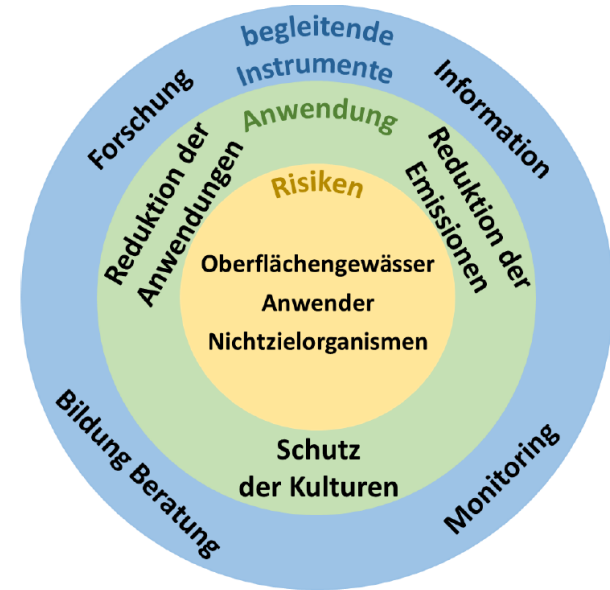 begleitende
Instrumente
Forschung
Information
Anwendung
Reduktion der
Anwendungen
Reduktion der
Emissionen
Risiken
Oberflächengewässer
Anwender
Nichtzielorganismen
Schutz
der Kulturen
Bildung Beratung
Monitoring